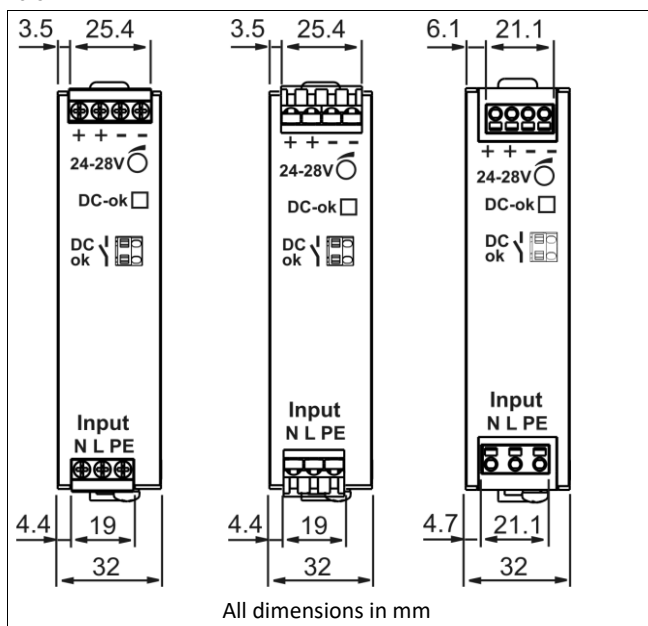 3.5 25.4 3.5 25.4 6.1 21.1
+ + - - + + - - + + - -
24-28V 24-28V 24-28V
DC-ok DC-ok DC-ok
DC DC DC
ok ok ok
Input Input Input
N L PE N L PE N L PE
4.4 19 4.4 19 4.7 21.1
32 32 32
All dimensions in mm